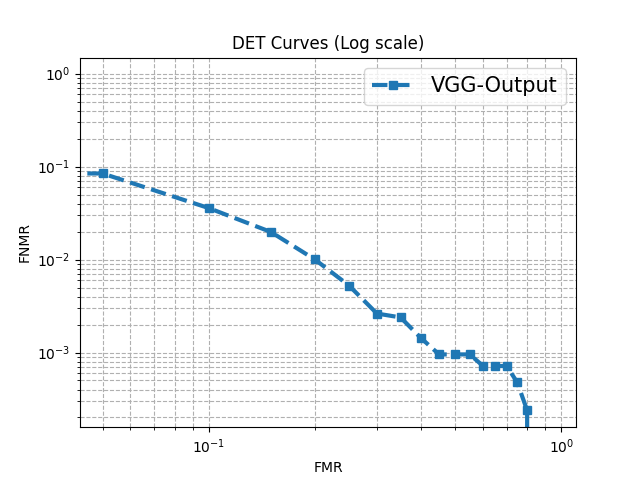 DET Curves (Log scale)
VGG-Output
10⁰
10⁻¹
10⁻²
10⁻³
FNMR
10⁻¹
10⁰
FMR